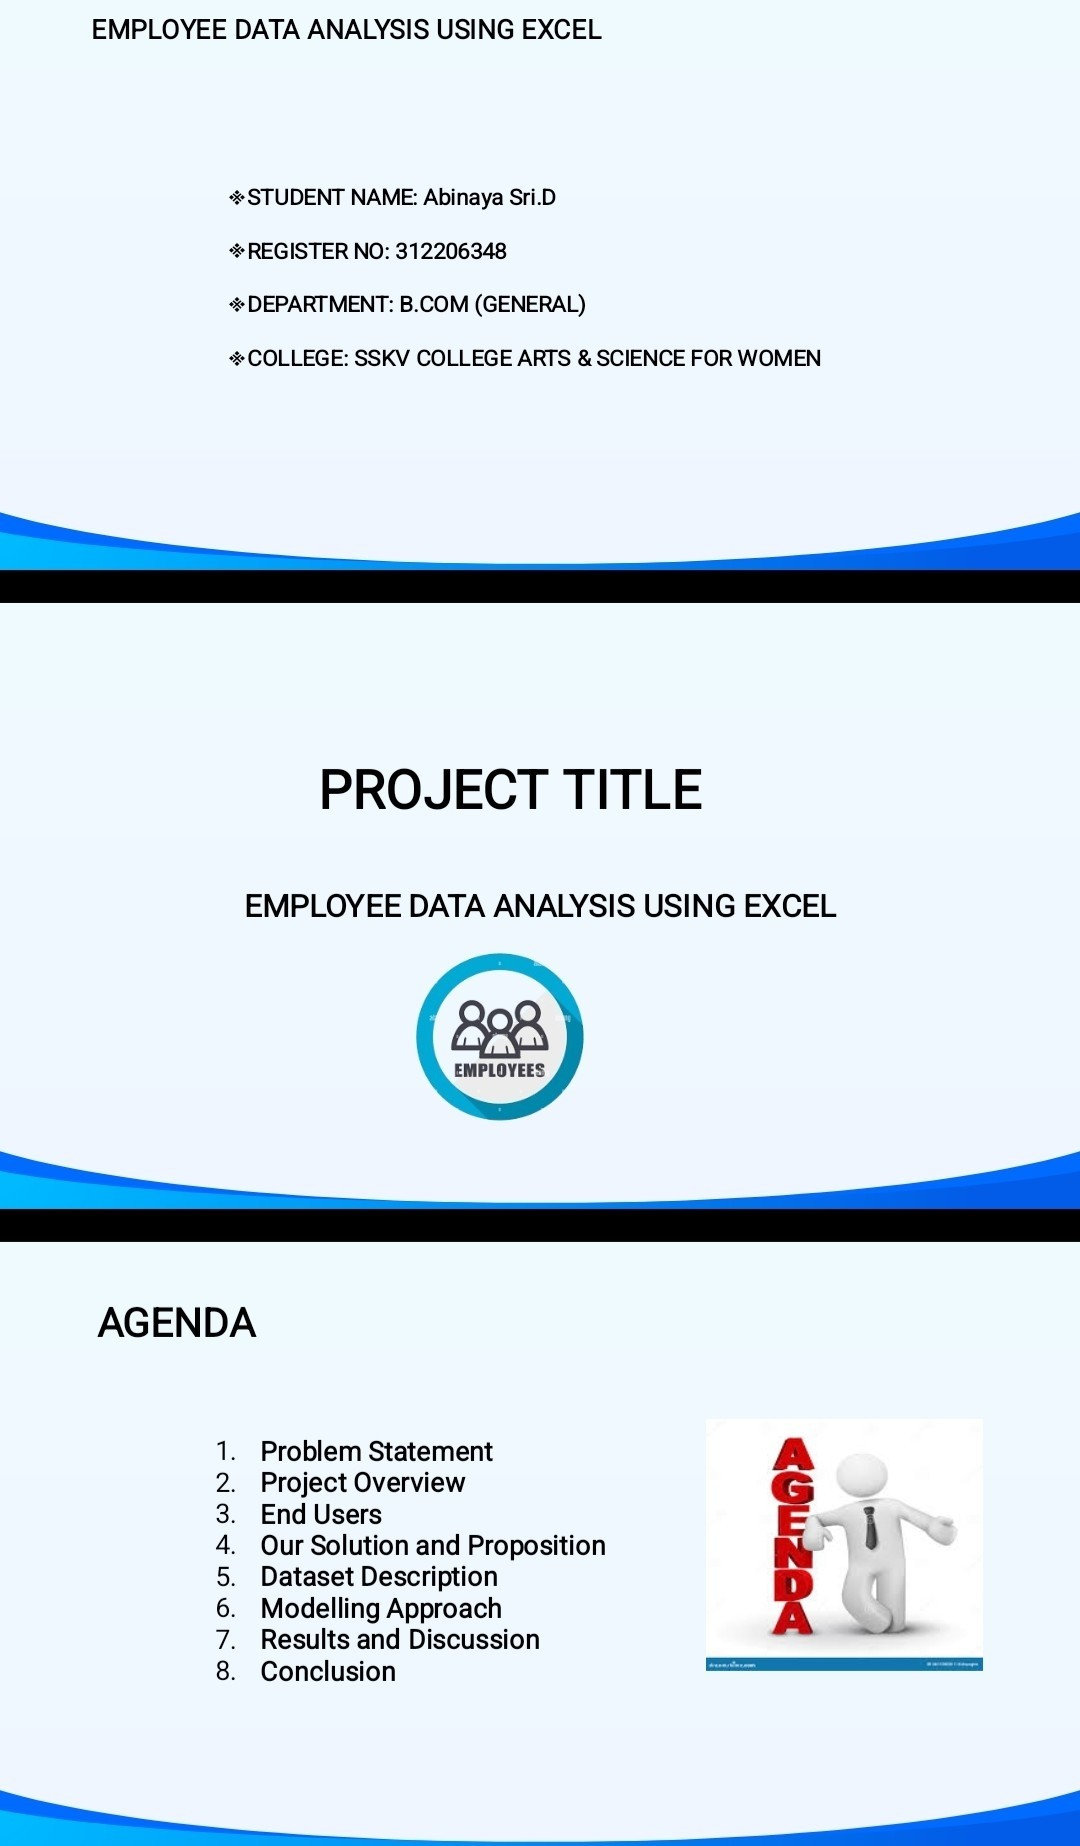 EMPLOYEE DATA ANALYSIS USING EXCEL
❖STUDENT NAME: Abinaya Sri.D
❖REGISTER NO: 312206348
❖DEPARTMENT: B.COM (GENERAL)
❖COLLEGE: SSKV COLLEGE ARTS & SCIENCE FOR WOMEN
PROJECT TITLE
EMPLOYEE DATA ANALYSIS USING EXCEL
EMPLOYEES
AGENDA
1. Problem Statement
2. Project Overview
3. End Users
4. Our Solution and Proposition
5. Dataset Description
6. Modelling Approach
7. Results and Discussion
8. Conclusion
AGENDA